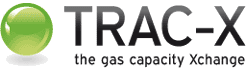 TRAC-X
the gas capacity Xchange